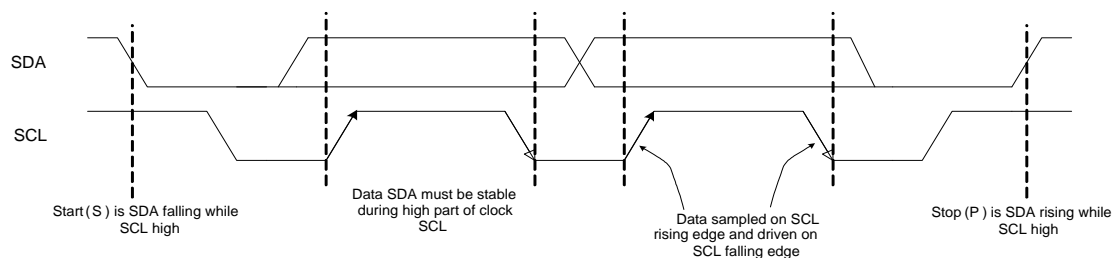 SDA
SCL
Start (S) is SDA falling while
SCL high
Data SDA must be stable
during high part of clock
SCL
Data sampled on SCL
rising edge and driven on
SCL falling edge
Stop (P) is SDA rising while
SCL high